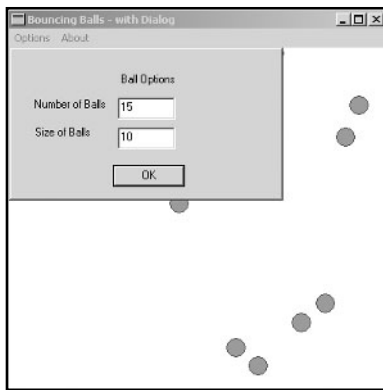 Bouncing Balls - with Dialog
Options About
Ball Options
Number of Balls 15
Size of Balls 10
OK